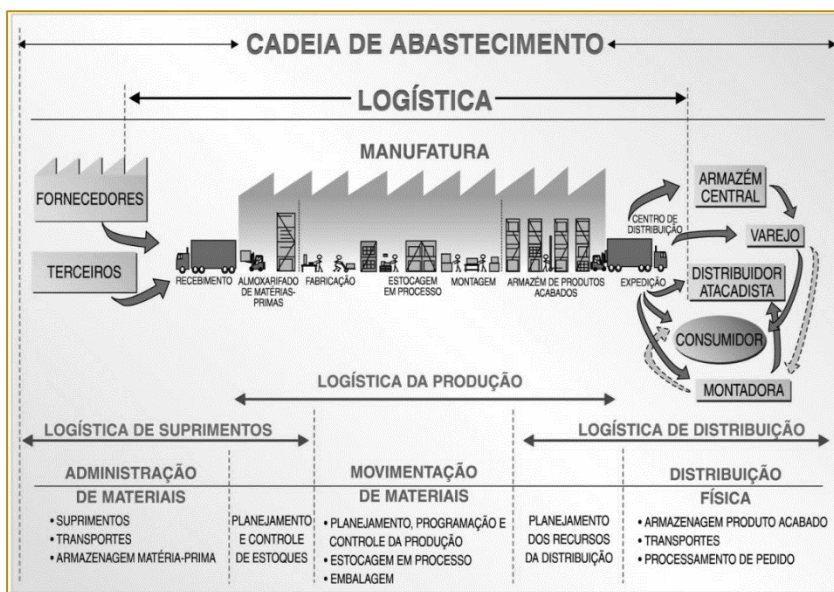 CADEIA DE ABASTECIMENTO
LOGÍSTICA
MANUFATURA
FORNECEDORES
TERCEIROS
RECEBIMENTO
ALMOXARIFADO
DE MATÉRIAS-
PRIMAS
FABRICAÇÃO
ESTOCAGEM
EM PROCESSO
MONTAGEM
ARMAZÉM DE PRODUTOS
ACABADOS
EXPEDIÇÃO
CENTRO DE
DISTRIBUIÇÃO
ARMAZÉM
CENTRAL
VAREJO
DISTRIBUIDOR
ATACADISTA
CONSUMIDOR
MONTADORA
LOGÍSTICA DA PRODUÇÃO
LOGÍSTICA DE SUPRIMENTOS
LOGÍSTICA DE DISTRIBUIÇÃO
ADMINISTRAÇÃO
DE MATERIAIS
• SUPRIMENTOS
• TRANSPORTES
• ARMAZENAGEM MATÉRIA-PRIMA
PLANEJAMENTO
E CONTROLE
DE ESTOQUES
MOVIMENTAÇÃO
DE MATERIAIS
• PLANEJAMENTO, PROGRAMAÇÃO E
CONTROLE DA PRODUÇÃO
• ESTOCAGEM EM PROCESSO
• EMBALAGEM
PLANEJAMENTO
DOS RECURSOS
DA DISTRIBUIÇÃO
DISTRIBUIÇÃO
FÍSICA
• ARMAZENAGEM PRODUTO ACABADO
• TRANSPORTES
• PROCESSAMENTO DE PEDIDO